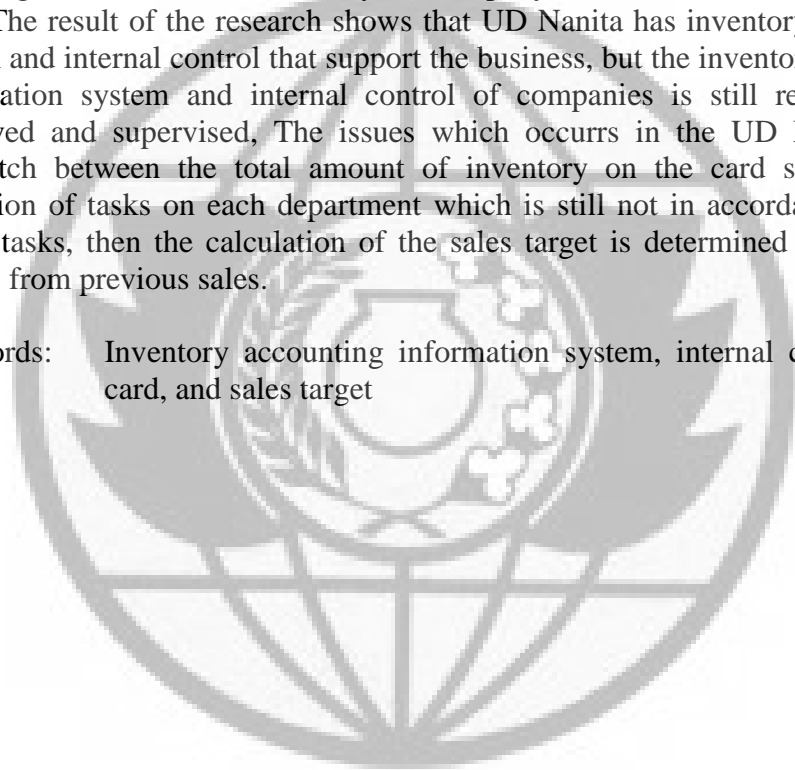 The result of the research shows that UD Nanita has inventory
and internal control that support the business, but the inventor
ation system and internal control of companies is still re
ved and supervised, The issues which occurrs in the UD
tch between the total amount of inventory on the card s
ion of tasks on each department which is still not in accorda
tasks, then the calculation of the sales target is determined
from previous sales.
ords: Inventory accounting information system, internal c
card, and sales target